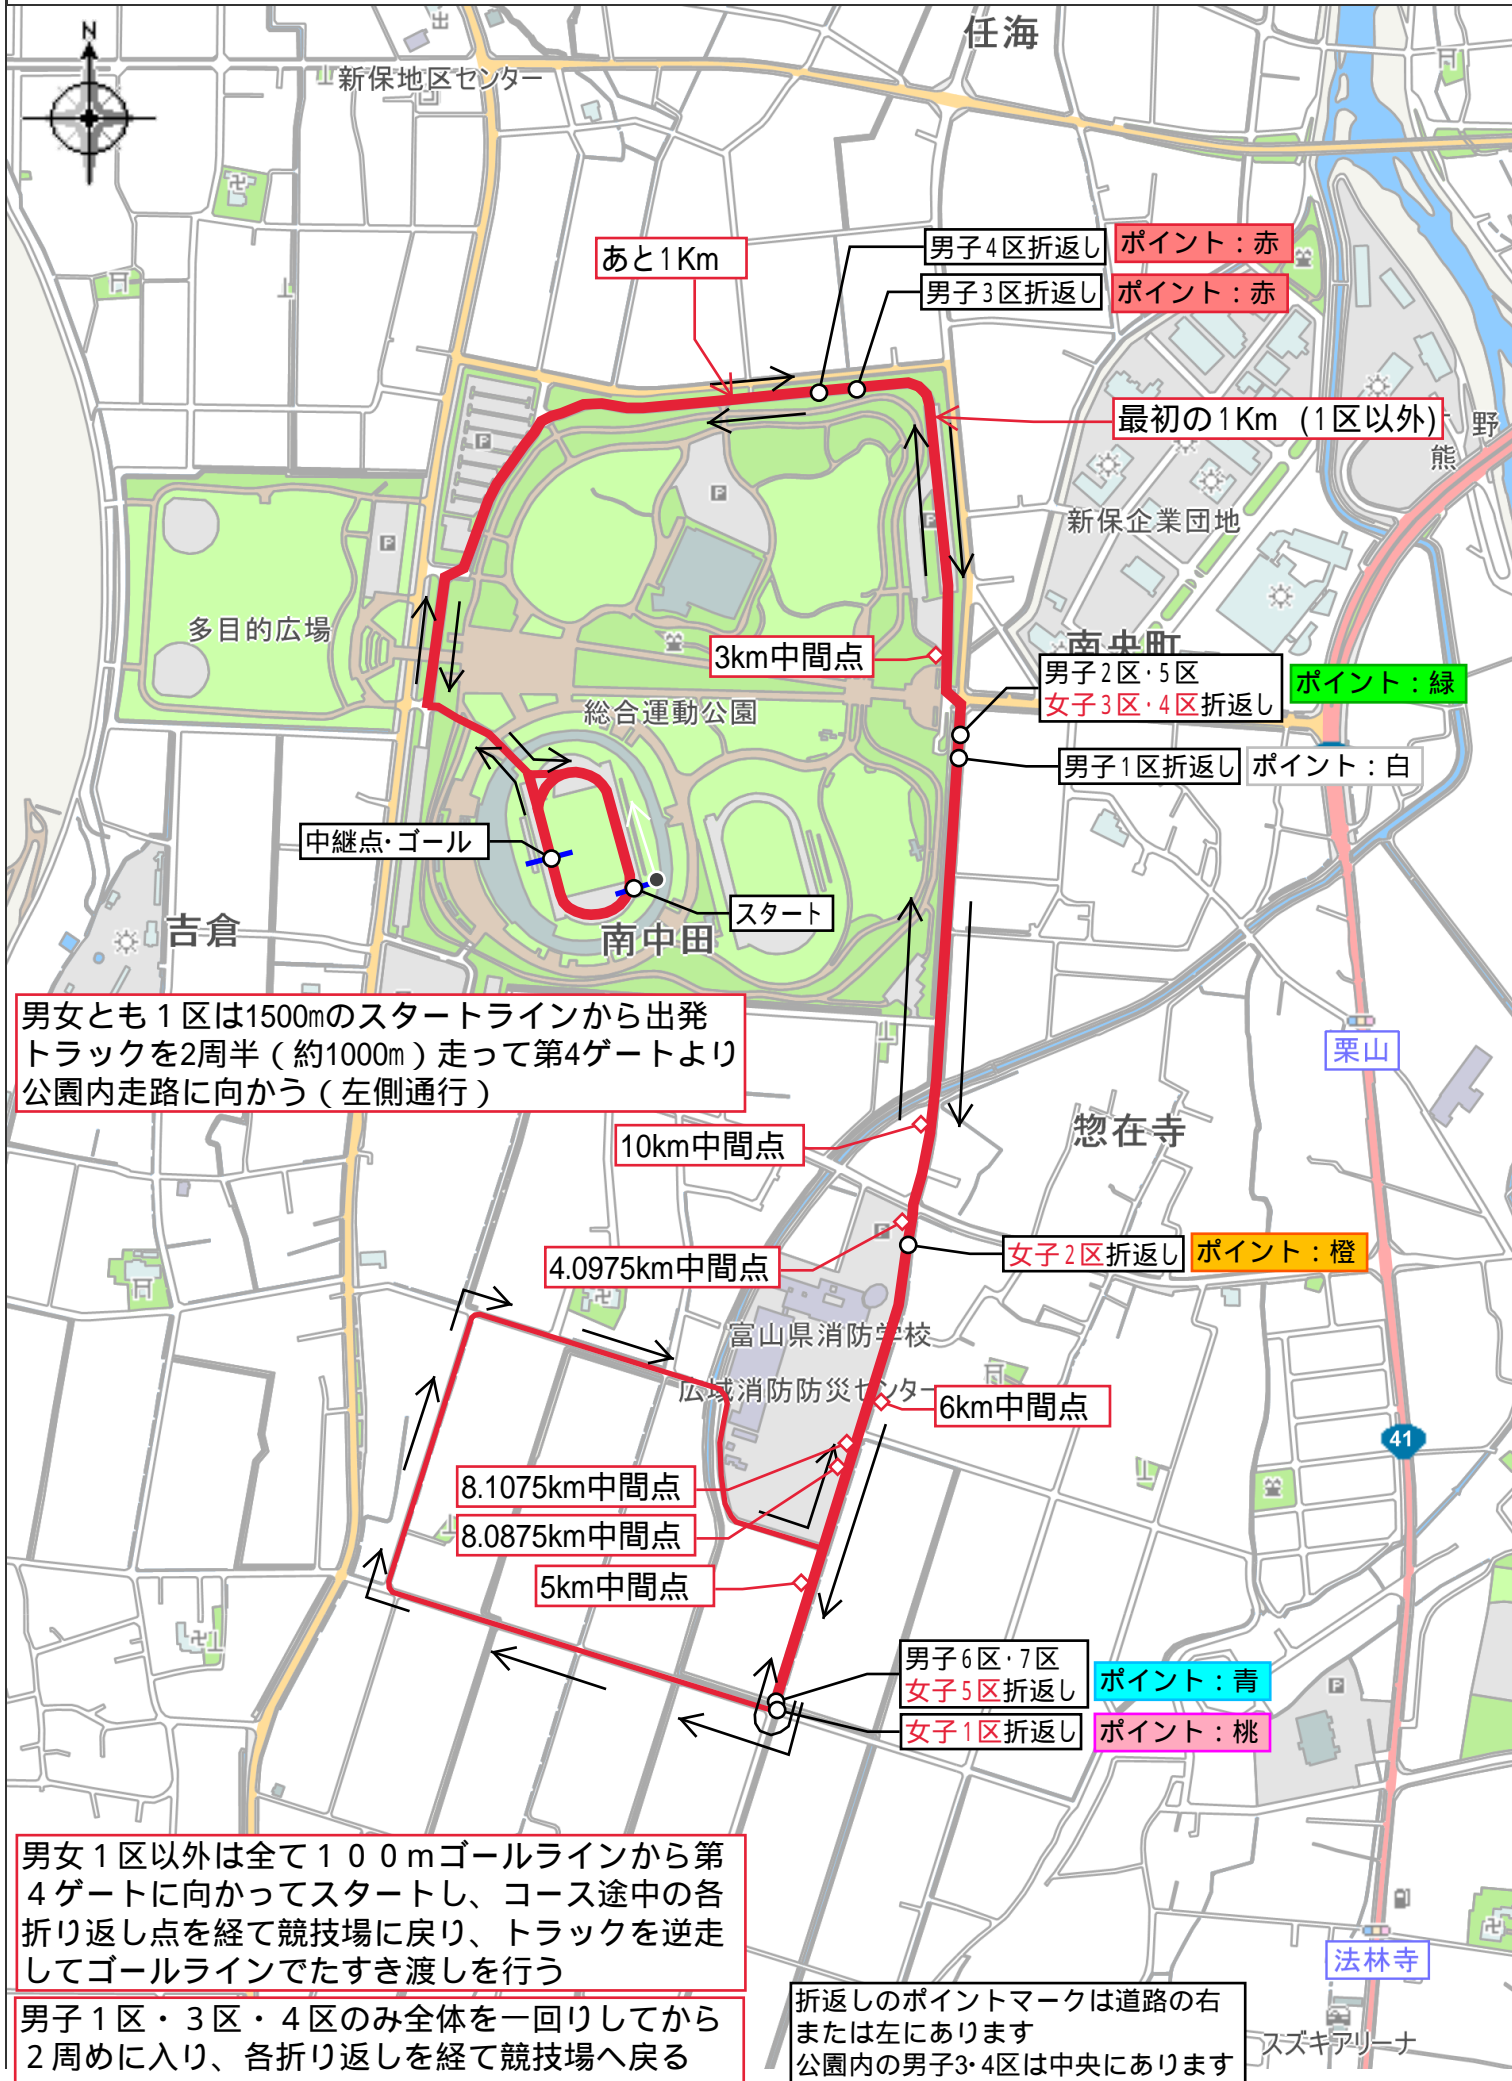 N
任海
新保地区センター
男子4区折返し
ポイント：赤
あと1Km
男子3区折返し
ポイント：赤
最初の1Km (1区以外)
野
熊
P
P
P
P
新保企業団地
多目的広場
南央町
3km中間点
男子2区・5区
女子3区・4区折返し
ポイント：緑
総合運動公園
男子1区折返し
ポイント：白
中継点・ゴール
スタート
吉倉
南中田
男女とも１区は1500mのスタートラインから出発
トラックを2周半（約1000m）走って第4ゲートより
公園内走路に向かう（左側通行）
栗山
惣在寺
10km中間点
P
女子2区折返し
ポイント：橙
4.0975km中間点
富山県消防学校
広域消防防災センター
6km中間点
41
8.1075km中間点
8.0875km中間点
5km中間点
男子6区・7区
女子5区折返し
ポイント：青
P
女子1区折返し
ポイント：桃
男女１区以外は全て１００ｍゴールラインから第
４ゲートに向かってスタートし、コース途中の各
折り返し点を経て競技場に戻り、トラックを逆走
してゴールラインでたすき渡しを行う
法林寺
男子１区・３区・４区のみ全体を一回りしてから
２周めに入り、各折り返しを経て競技場へ戻る
折返しのポイントマークは道路の右
または左にあります
公園内の男子3・4区は中央にあります
スズキアリーナ